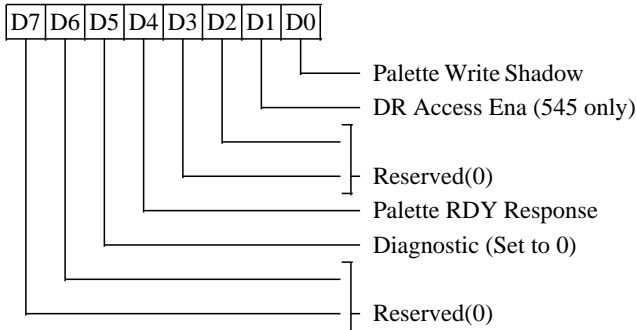 D7 D6 D5 D4 D3 D2 D1 D0
Palette Write Shadow
DR Access Ena (545 only)
Reserved(0)
Palette RDY Response
Diagnostic (Set to 0)
Reserved(0)